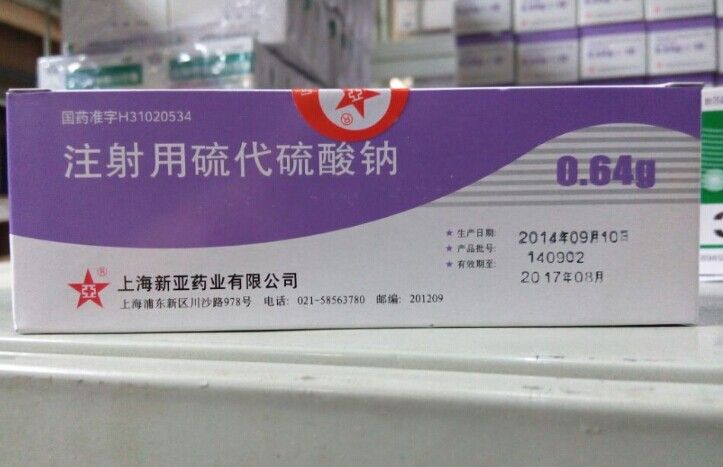 国药准字H31020534
亞
®
注射用硫代硫酸钠
0.64g
★ 生产日期: 2014年09月10日
★ 产品批号: 140902
★ 有效期至: 2017年08月
亞
®
上海新亚药业有限公司
上海浦东新区川沙路978号 电话: 021-58563780 邮编: 201209